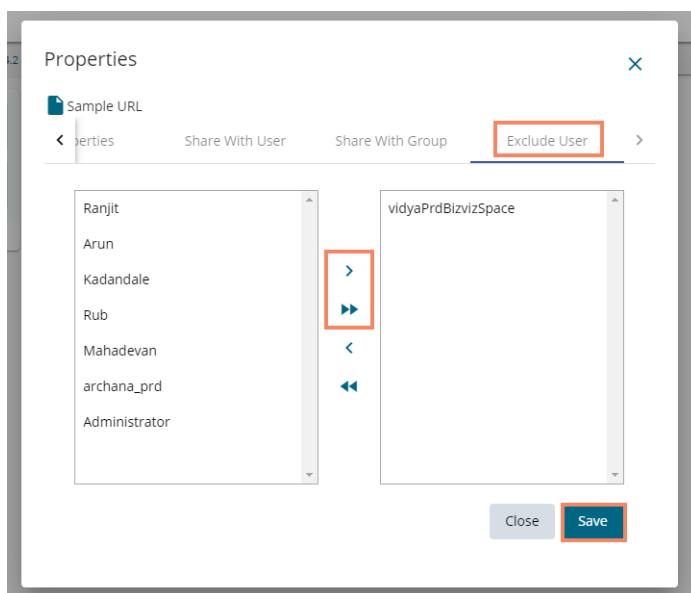 Properties
Sample URL
perties Share With User Share With Group Exclude User
Ranjit
Arun
Kadandale
Rub
Mahadevan
archana_prd
Administrator
vidyaPrdBizvizSpace
Close Save